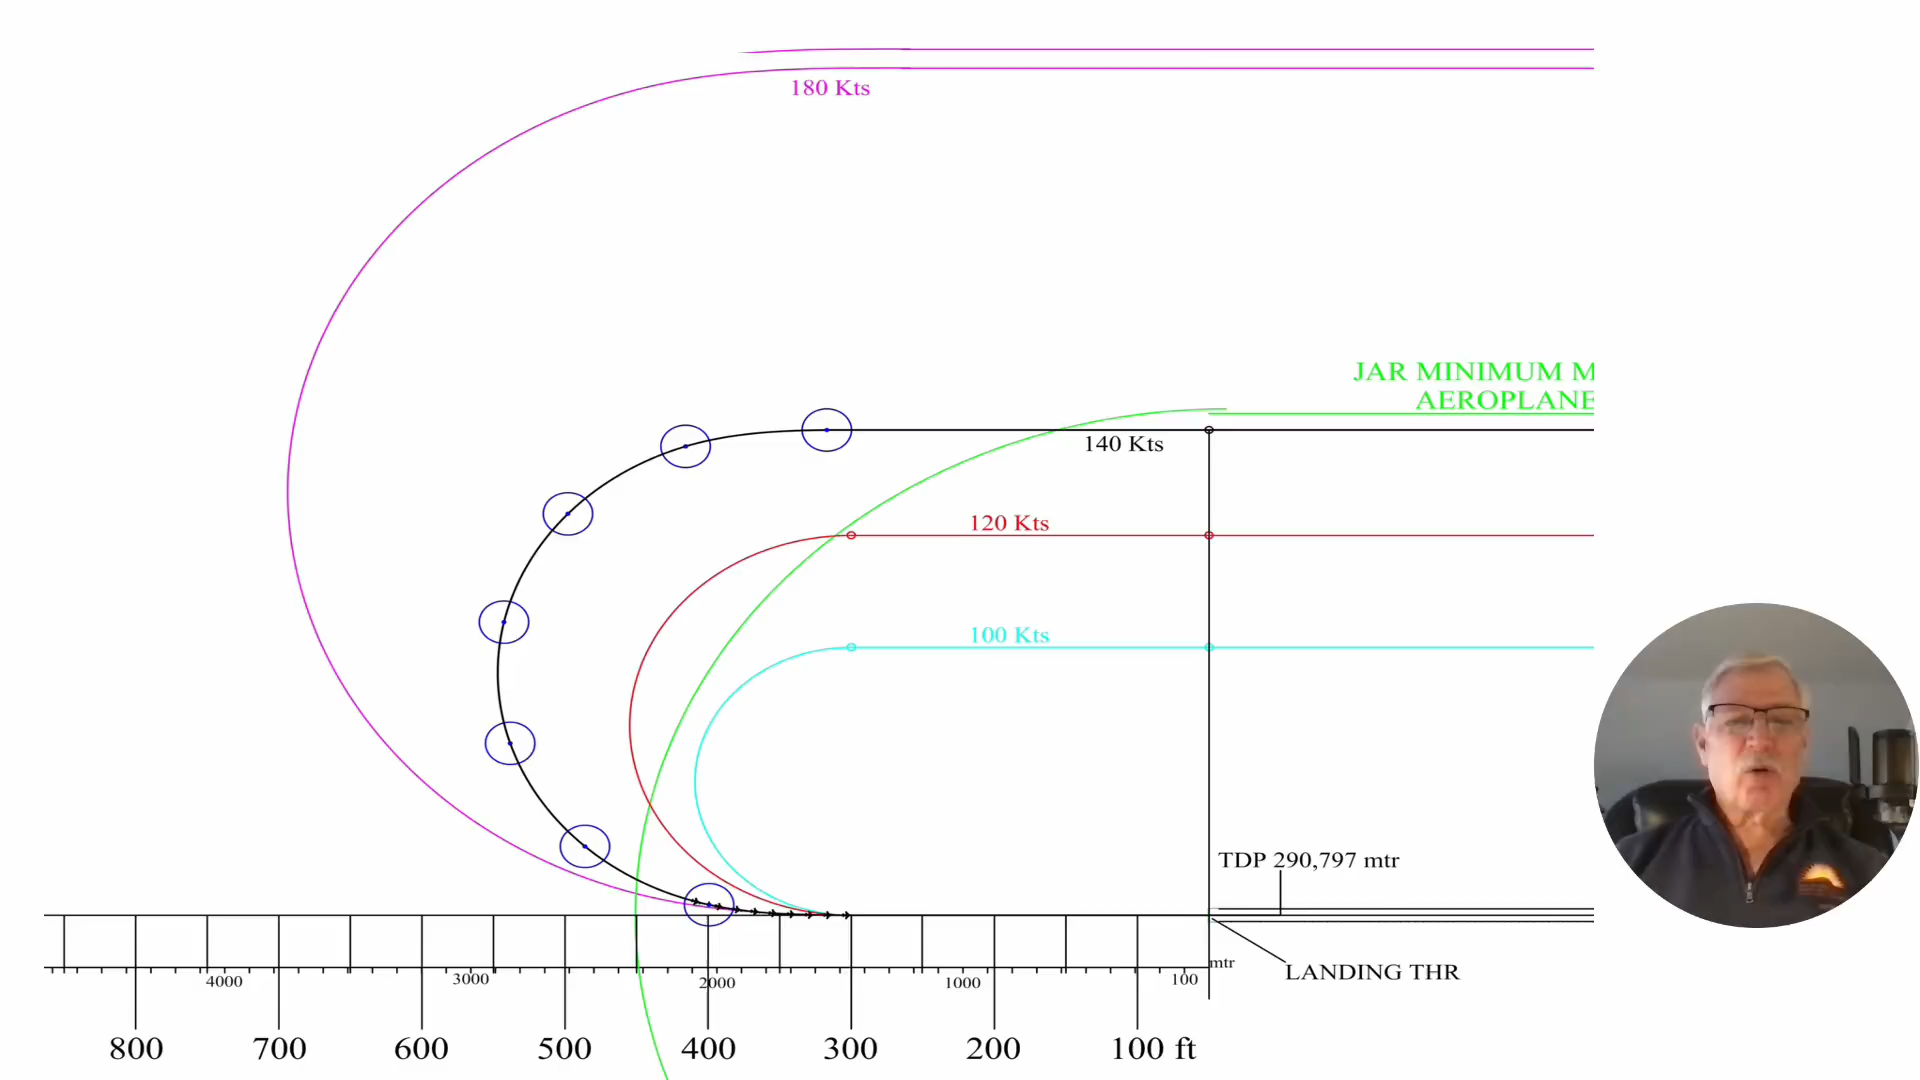 180 Kts
JAR MINIMUM M
AEROPLANE
140 Kts
120 Kts
100 Kts
TDP 290,797 mtr
mtr
LANDING THR
4000 3000 2000 1000 100
800 700 600 500 400 300 200 100 ft